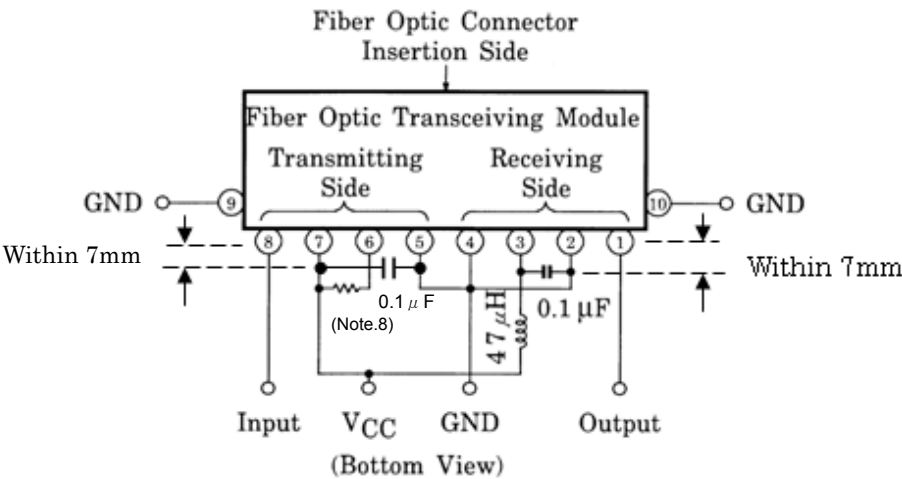 Fiber Optic Connector
Insertion Side
Fiber Optic Transceiving Module
Transmitting
Side
Receiving
Side
GND
9
10
GND
8
7
6
5
4
3
2
1
Within 7mm
Within 7mm
0.1 μ F
(Note.8)
47 μH
0.1 μF
Input
VCC
GND
Output
(Bottom View)